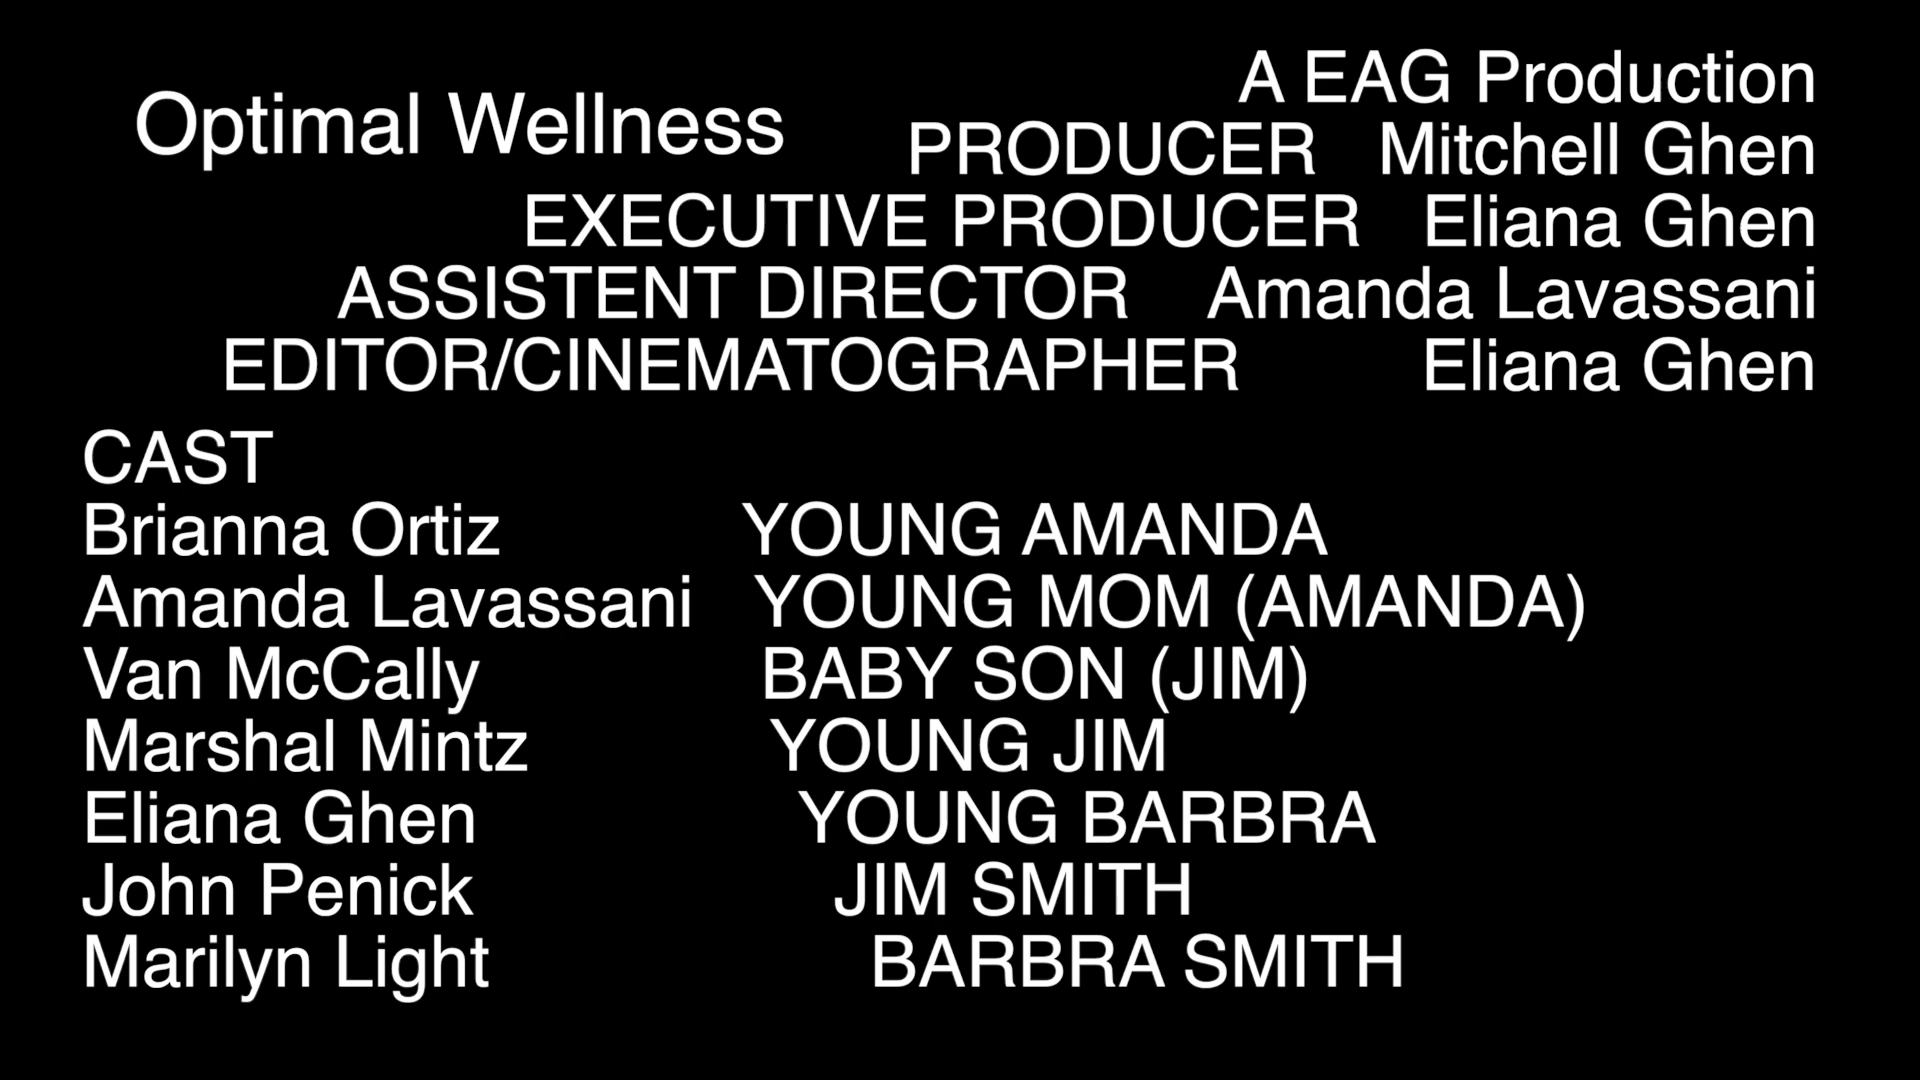 A EAG Production
Optimal Wellness
PRODUCER Mitchell Ghen
EXECUTIVE PRODUCER Eliana Ghen
ASSISTENT DIRECTOR Amanda Lavassani
EDITOR/CINEMATOGRAPHER Eliana Ghen
CAST
Brianna Ortiz YOUNG AMANDA
Amanda Lavassani YOUNG MOM (AMANDA)
Van McCally BABY SON (JIM)
Marshal Mintz YOUNG JIM
Eliana Ghen YOUNG BARBRA
John Penick JIM SMITH
Marilyn Light BARBRA SMITH